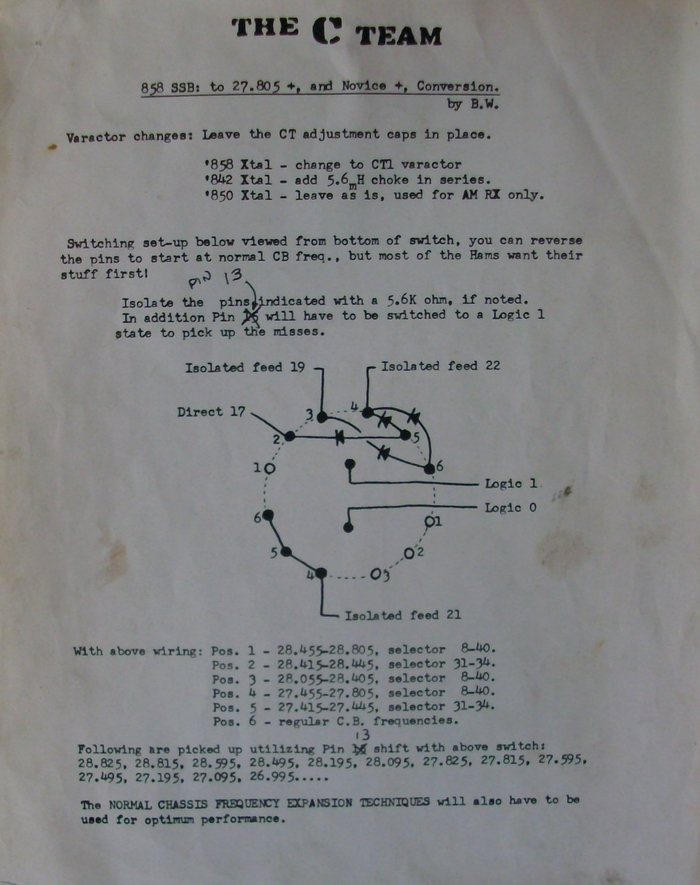 THE C TEAM
858 SSB: to 27.805 +, and Novice +, Conversion.
by B.W.
Varactor changes: Leave the CT adjustment caps in place.
'858 Xtal - change to CT1 varactor
'842 Xtal - add 5.6mH choke in series.
'850 Xtal - leave as is, used for AM RX only.
Switching set-up below viewed from bottom of switch, you can reverse
the pins to start at normal CB freq., but most of the Hams want their
stuff first!
PIN 13
Isolate the pins indicated with a 5.6K ohm, if noted.
In addition Pin will have to be switched to a Logic 1
state to pick up the misses.
Isolated feed 19
Isolated feed 22
Direct 17
3
4
2
5
1
6
Logic 1
Logic 0
6
1
5
2
4
3
Isolated feed 21
With above wiring: Pos. 1 - 28.455-28.805, selector 8-40.
Pos. 2 - 28.415-28.445, selector 31-34.
Pos. 3 - 28.055-28.405, selector 8-40.
Pos. 4 - 27.455-27.805, selector 8-40.
Pos. 5 - 27.415-27.445, selector 31-34.
Pos. 6 - regular C.B. frequencies.
13
Following are picked up utilizing Pin shift with above switch:
28.825, 28.815, 28.595, 28.495, 28.195, 28.095, 27.825, 27.815, 27.595,
27.495, 27.195, 27.095, 26.995.....
The NORMAL CHASSIS FREQUENCY EXPANSION TECHNIQUES will also have to be
used for optimum performance.